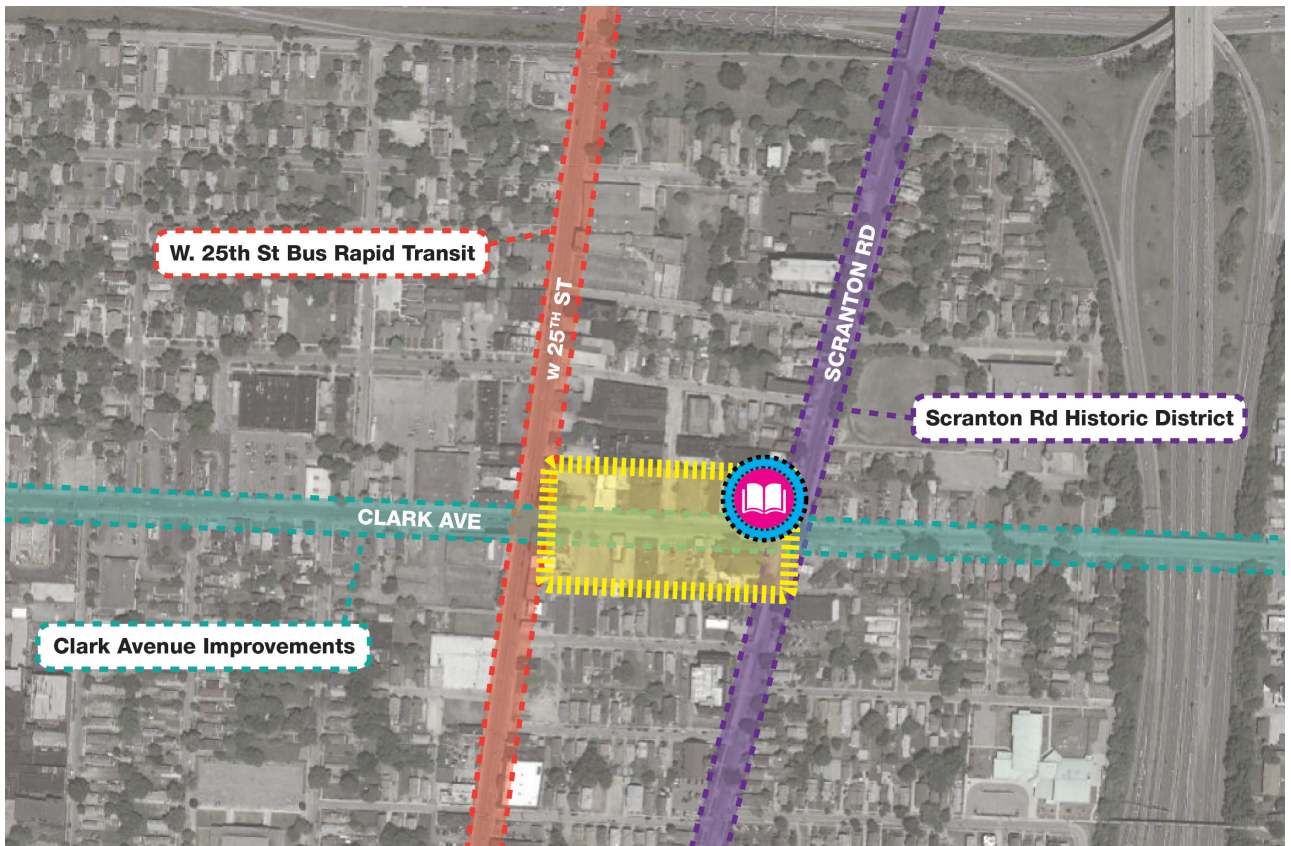 W. 25th St Bus Rapid Transit
W 25TH ST
SCRANTON RD
Scranton Rd Historic District
CLARK AVE
Clark Avenue Improvements